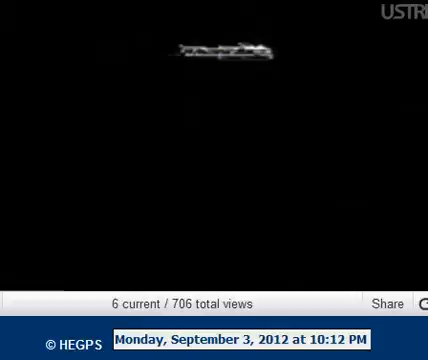 USTR
6 current / 706 total views
Share
© HEGPS
Monday, September 3, 2012 at 10:12 PM